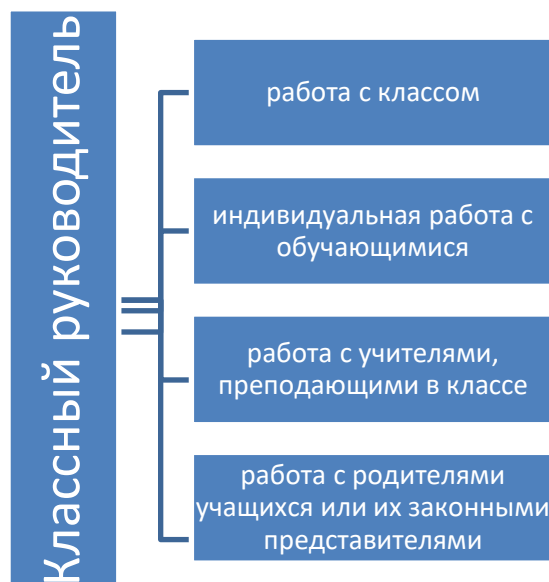 Классный руководитель
работа с классом
индивидуальная работа с
обучающимися
работа с учителями,
преподающими в классе
работа с родителями
учащихся или их законными
представителями